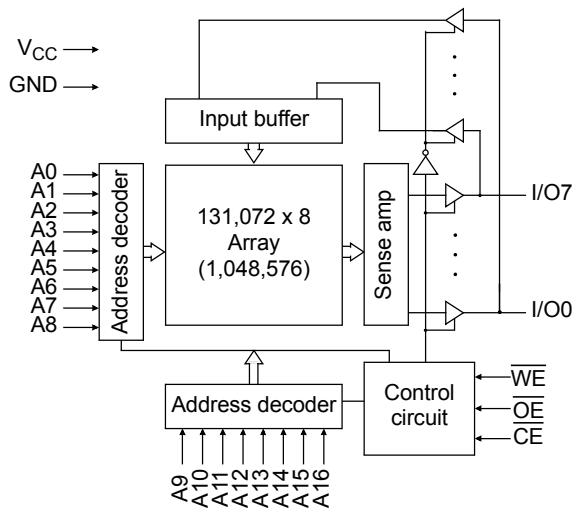 VCC
GND
Input buffer
A0
A1
A2
A3
A4
A5
A6
A7
A8
Address decoder
131,072 x 8
Array
(1,048,576)
Sense amp
I/O7
I/O0
Address decoder
Control
circuit
WE
OE
CE
A9
A10
A11
A12
A13
A14
A15
A16